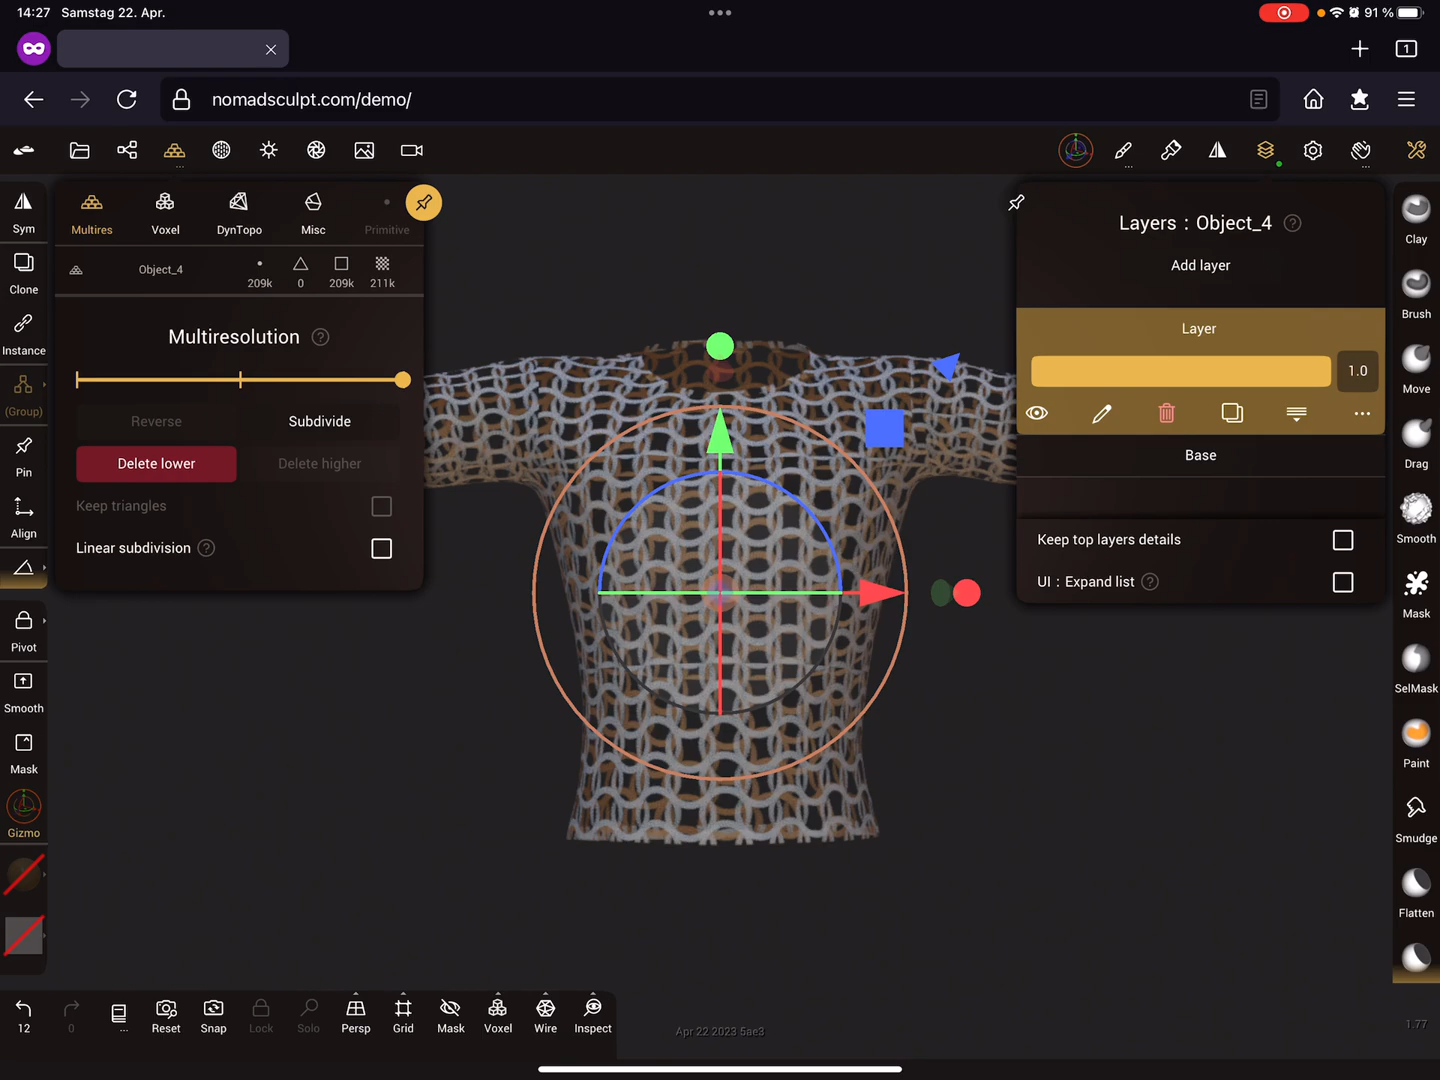 14:27 Samstag 22. Apr.
91 %
1
nomadsculpt.com/demo/
Sym
Clone
Instance
(Group)
Pin
Align
Pivot
Smooth
Mask
Gizmo
Multires Voxel DynTopo Misc Primitive
Object_4 209k 0 209k 211k
Multiresolution ?
Reverse Subdivide
Delete lower Delete higher
Keep triangles
Linear subdivision ?
Layers : Object_4 ?
Add layer
Layer
1.0
Base
Keep top layers details
UI : Expand list ?
Clay
Brush
Move
Drag
Smooth
Mask
SelMask
Paint
Smudge
Flatten
12 0 Reset Snap Lock Solo Persp Grid Mask Voxel Wire Inspect
Apr 22 2023 5ae3
1.77